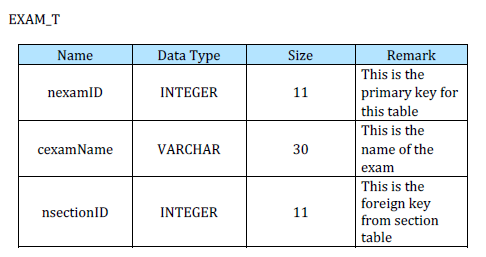 EXAM_T
Name Data Type Size Remark
nexamID INTEGER 11 This is the
primary key for
this table
cexamName VARCHAR 30 This is the
name of the
exam
nsectionID INTEGER 11 This is the
foreign key
from section
table